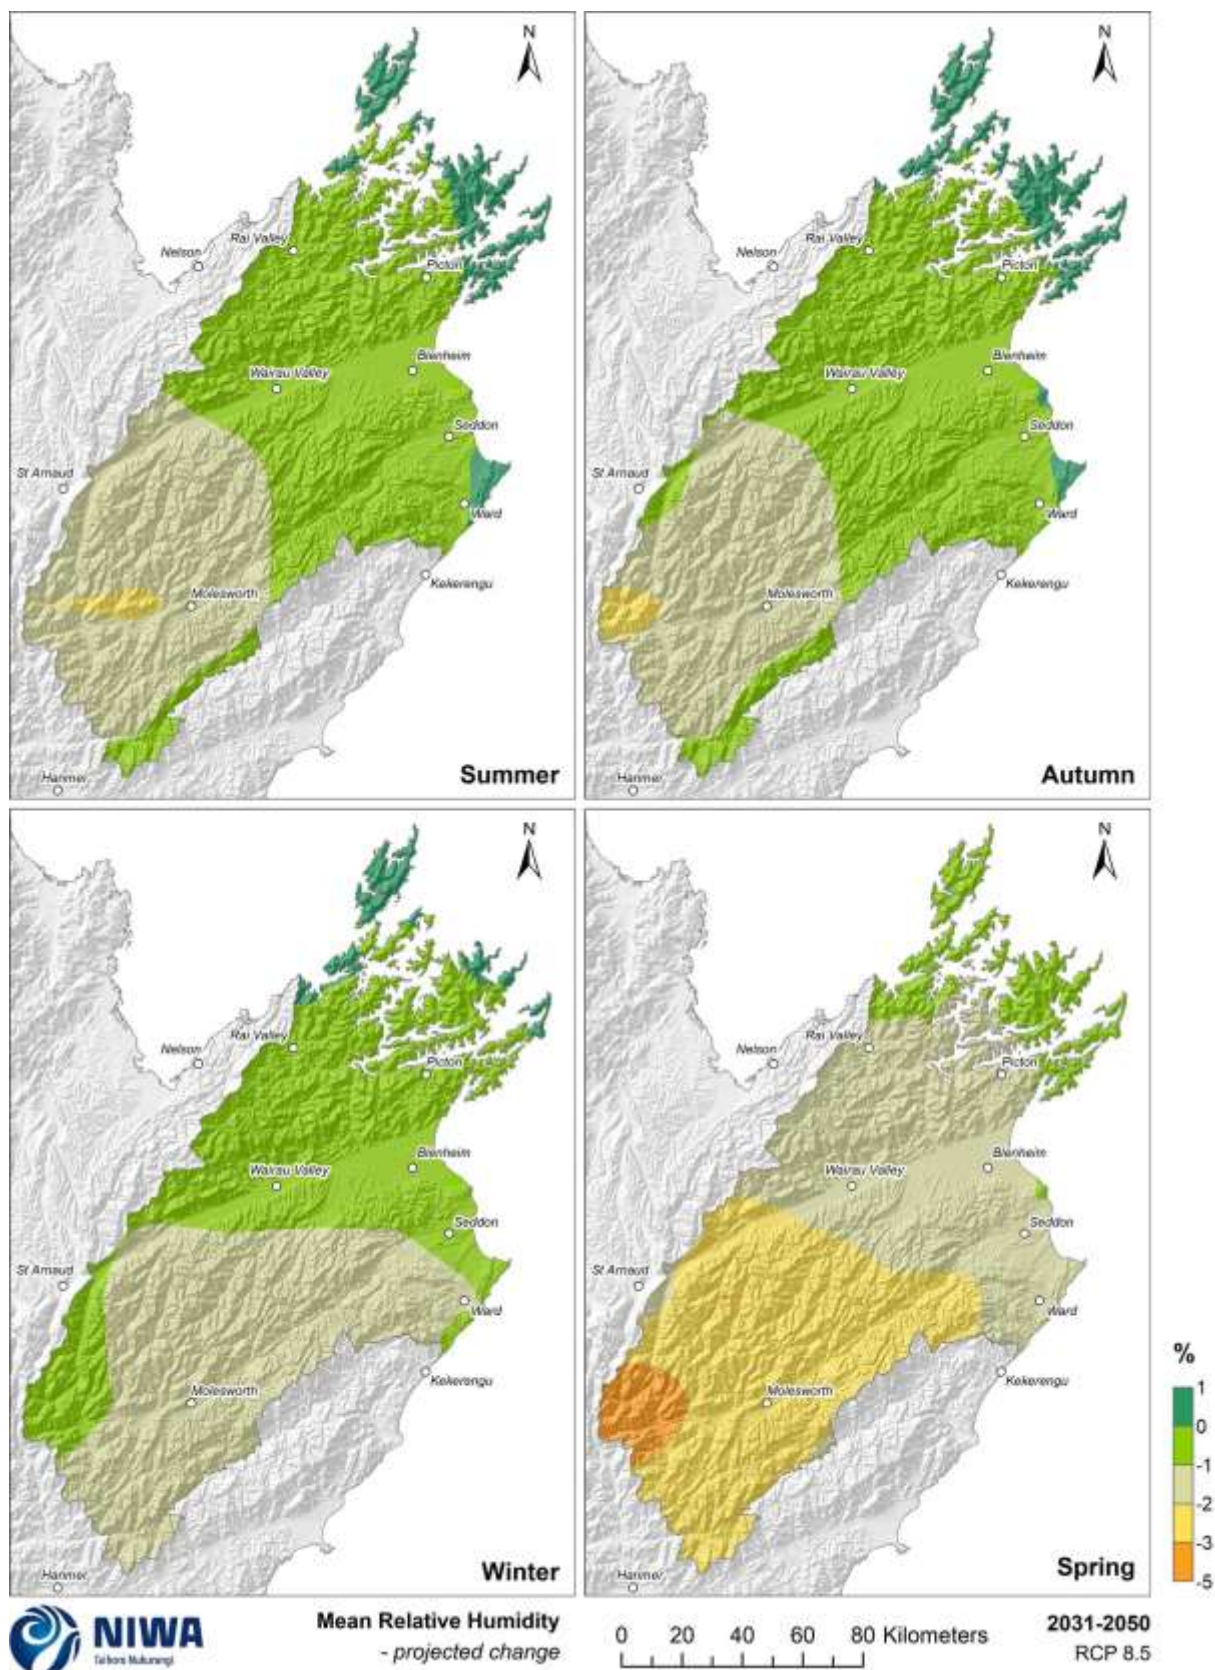 N
Rai Valley
Nelson
Picton
Blenheim
Wairau Valley
Seddon
St Arnaud
Ward
Kekerengu
Molesworth
Hanmer
Summer
N
Rai Valley
Nelson
Picton
Blenheim
Wairau Valley
Seddon
St Arnaud
Ward
Kekerengu
Molesworth
Hanmer
Autumn
N
Rai Valley
Nelson
Picton
Blenheim
Wairau Valley
Seddon
St Arnaud
Ward
Kekerengu
Molesworth
Hanmer
Winter
N
Rai Valley
Nelson
Picton
Blenheim
Wairau Valley
Seddon
St Arnaud
Ward
Kekerengu
Molesworth
Hanmer
Spring
%
1
0
-1
-2
-3
-5
NIWA
Taihoro Nukurangi
Mean Relative Humidity
- projected change
0 20 40 60 80 Kilometers
2031-2050
RCP 8.5